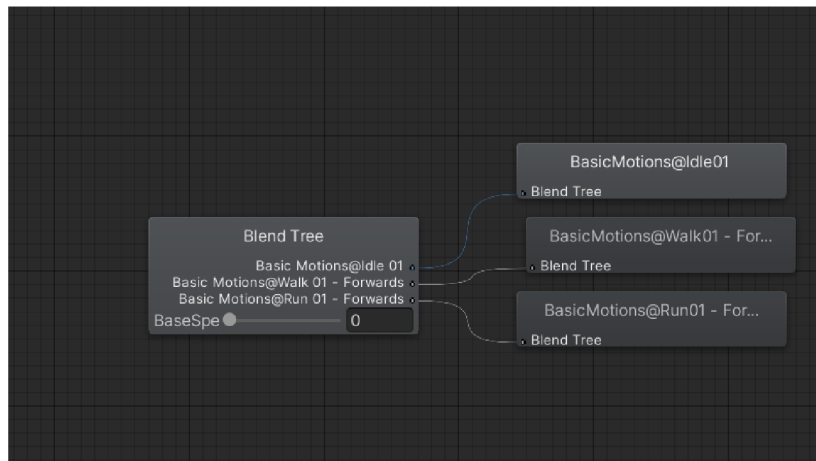 BasicMotions@Idle01
Blend Tree
Blend Tree
Basic Motions@Idle 01
Basic Motions@Walk 01 - Forwards
Basic Motions@Run 01 - Forwards
BaseSpe
0
BasicMotions@Walk01 - For...
Blend Tree
BasicMotions@Run01 - For...
Blend Tree